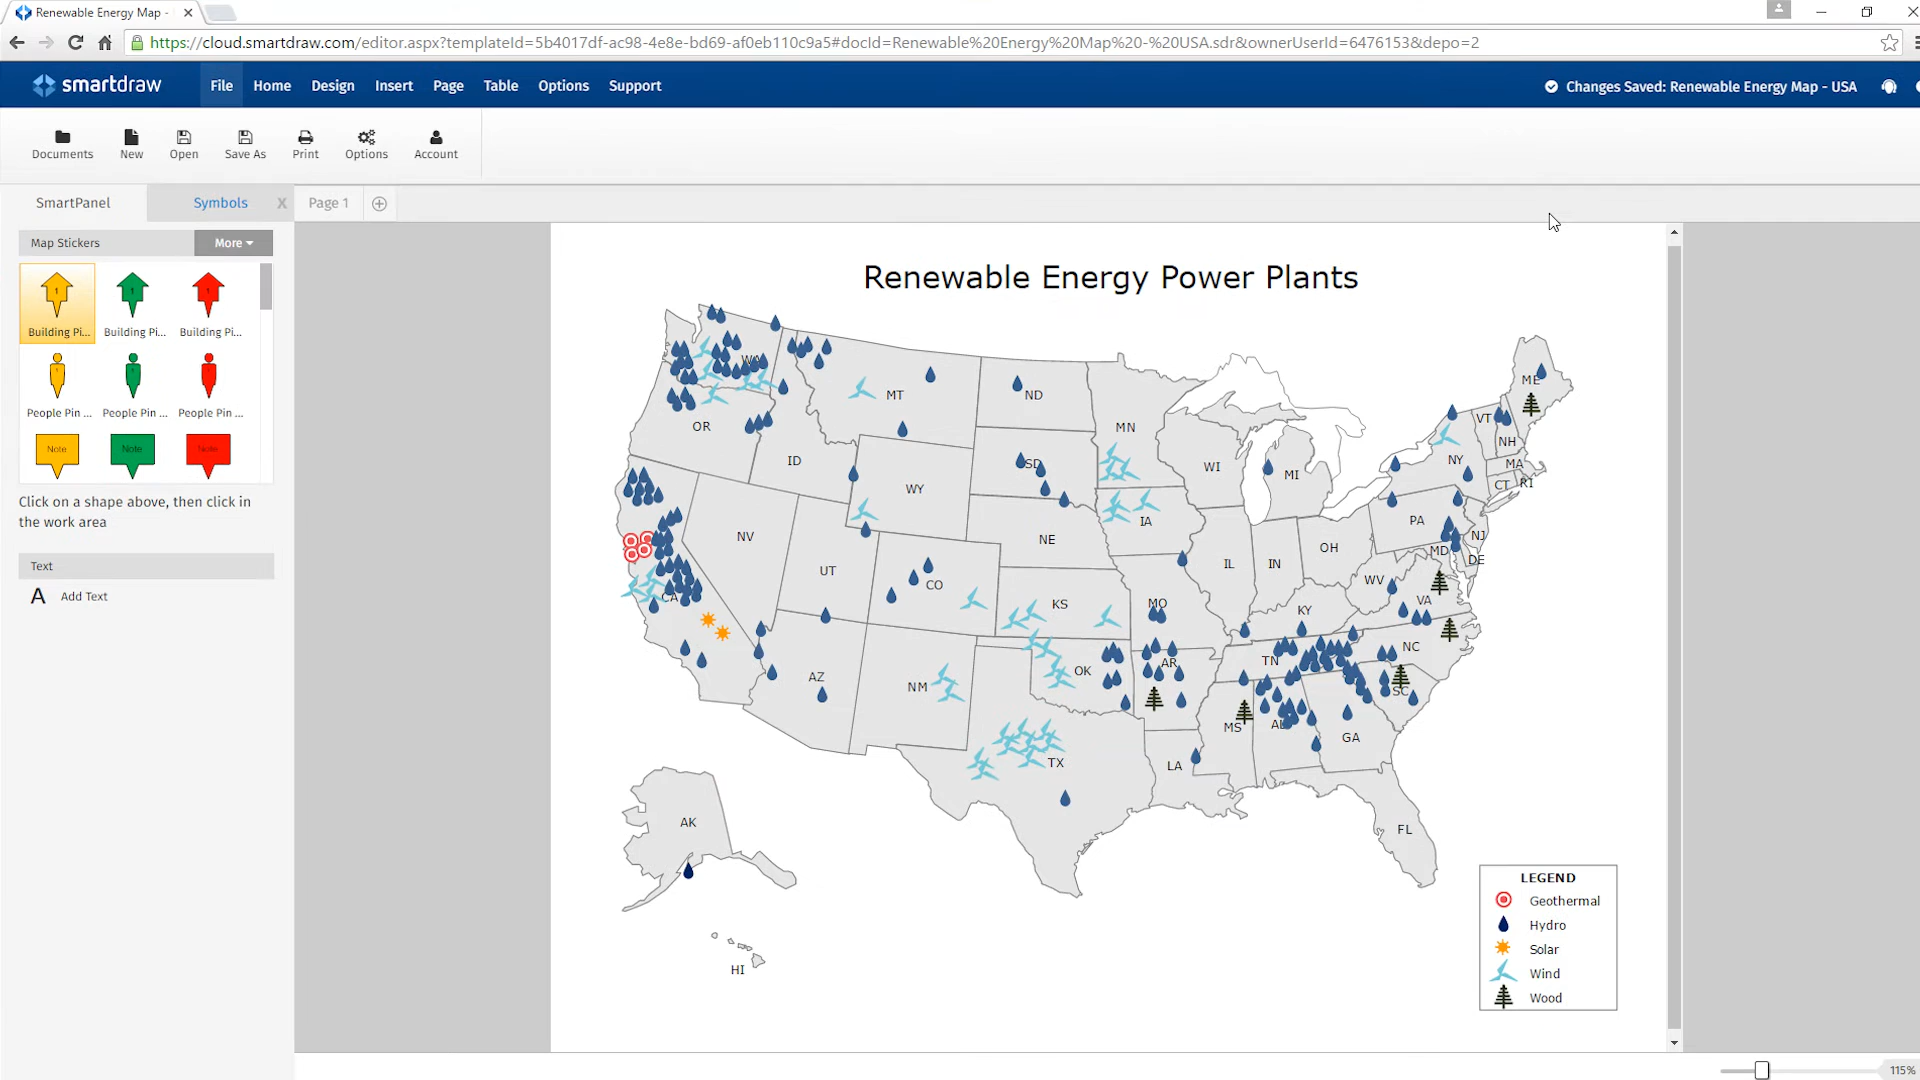 Renewable Energy Map -
https://cloud.smartdraw.com/editor.aspx?templateId=5b4017df-ac98-4e8e-bd69-af0eb110c9a5#docId=Renewable%20Energy%20Map%20-%20USA.sdr&ownerUserId=6476153&depo=2
smartdraw File Home Design Insert Page Table Options Support Changes Saved: Renewable Energy Map - USA
Documents New Open Save As Print Options Account
SmartPanel Symbols X Page 1
Map Stickers More
1 1 1
Building Pi... Building Pi... Building Pi...
People Pin ... People Pin ... People Pin ...
Note Note Note
Click on a shape above, then click in
the work area
Text
A Add Text
Renewable Energy Power Plants
WA
ME
MT ND
VT
OR MN
NH
ID SD WI MI NY MA
CT RI
WY
PA
NV NE IA NJ
OH MD
UT CO IL IN DE
WV
CA KS MO KY VA
NC
AZ NM OK AR TN
SC
MS AL GA
TX LA
AK FL
HI
LEGEND
Geothermal
Hydro
Solar
Wind
Wood
115%